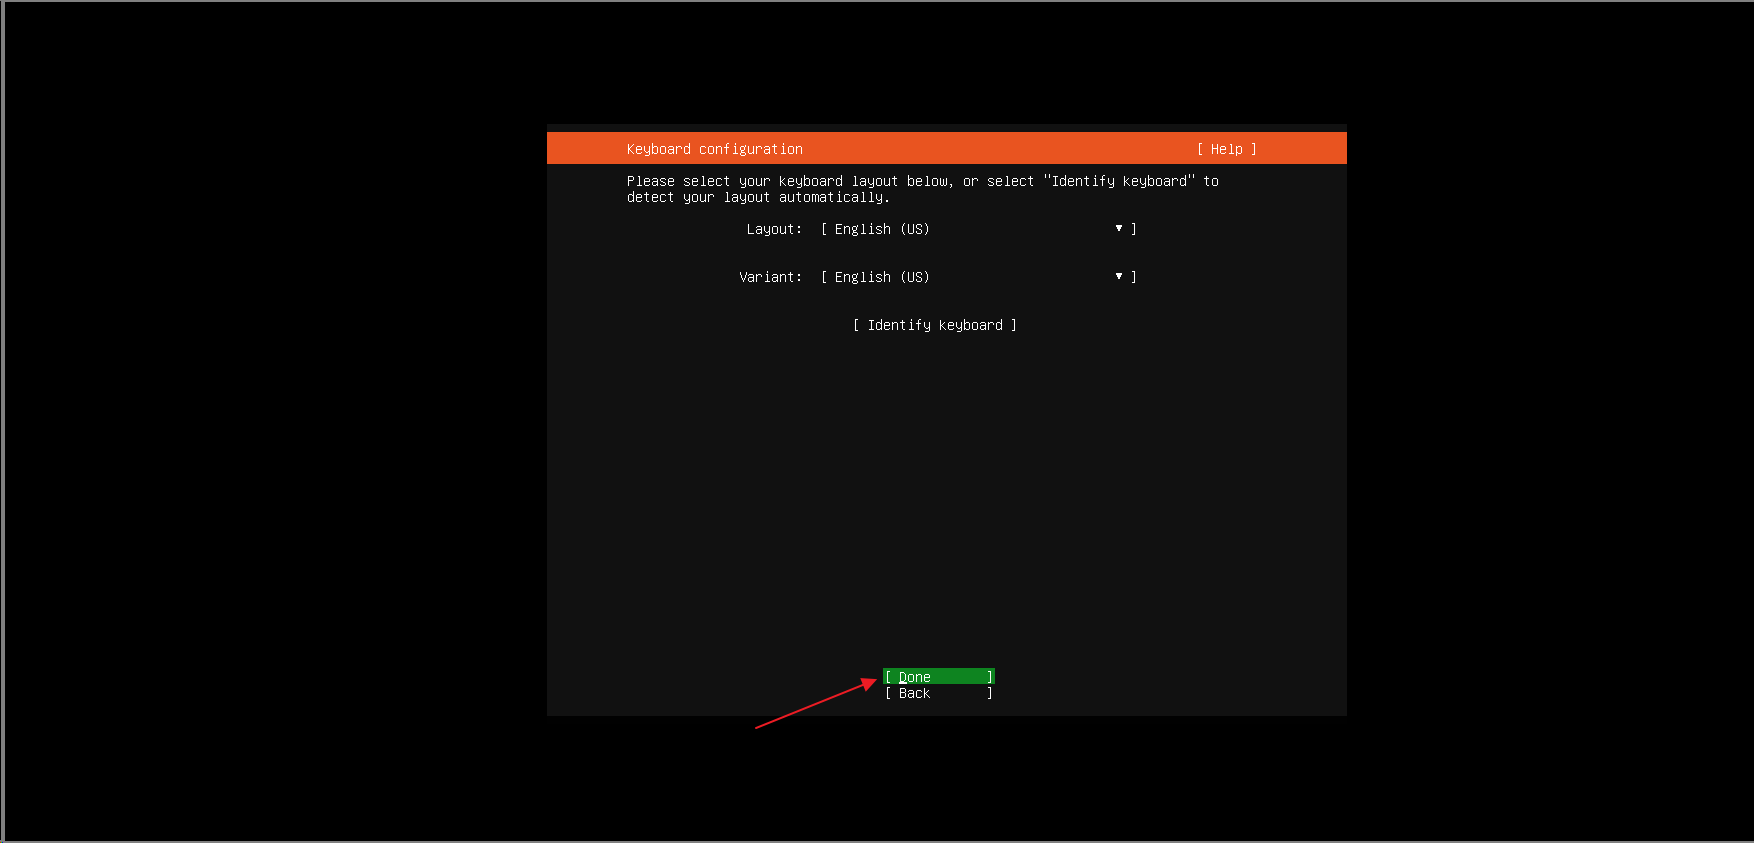 Keyboard configuration [ Help ]
Please select your keyboard layout below, or select "Identify keyboard" to
detect your layout automatically.
Layout: [ English (US) ▼ ]
Variant: [ English (US) ▼ ]
[ Identify keyboard ]
[ Done ]
[ Back ]